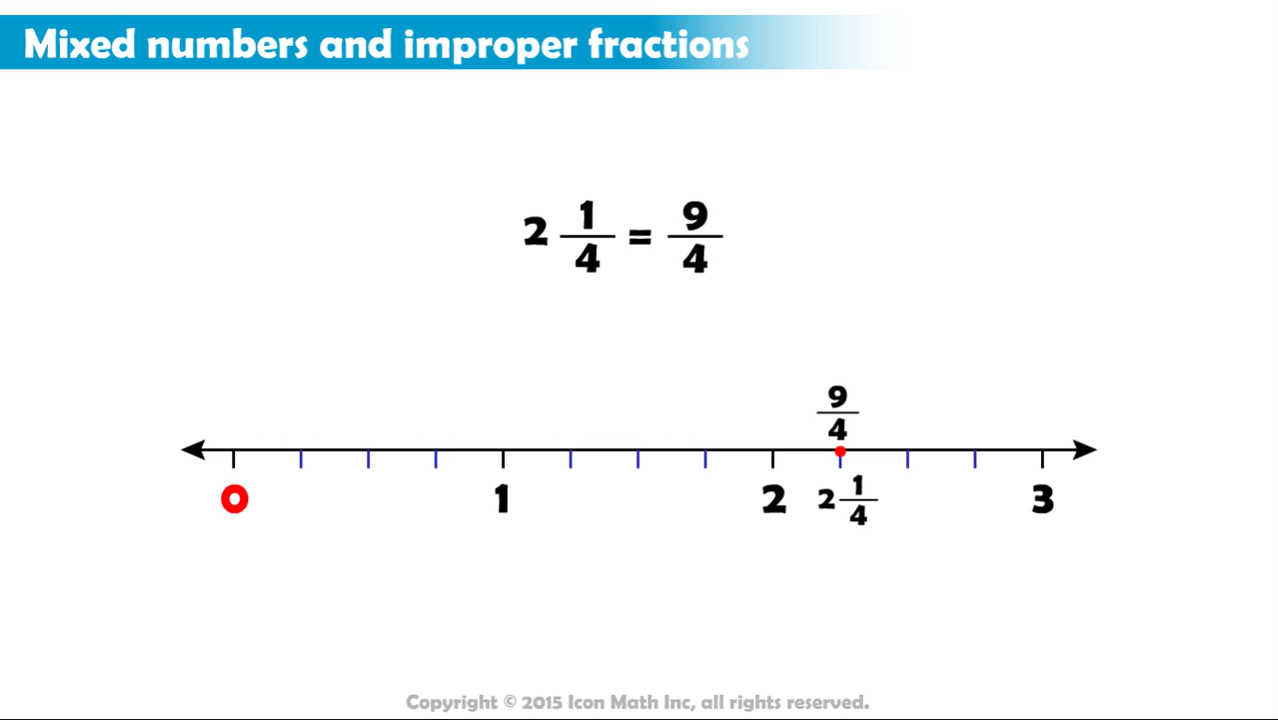 Mixed numbers and improper fractions
2 1/4 = 9/4
9/4
0 1 2 2 1/4 3
Copyright © 2015 Icon Math Inc, all rights reserved.